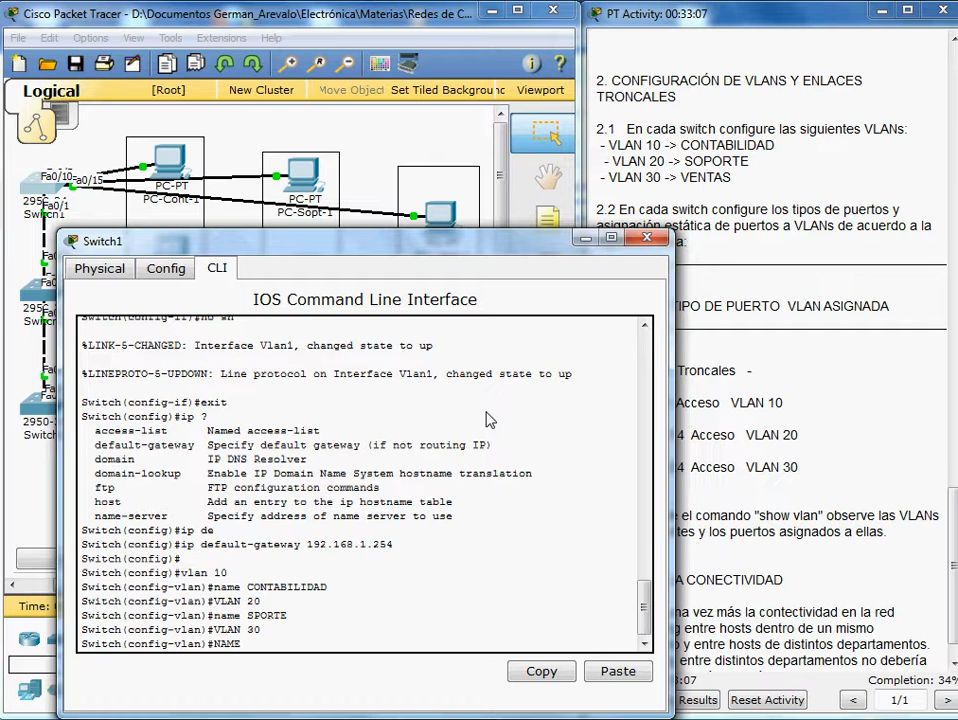 Cisco Packet Tracer - D:\Documentos German_Arevalo\Electrónica\Materias\Redes de C...
File Edit Options View Tools Extensions Help
Logical
[Root]
New Cluster
Move Object
Set Tiled Backgroun
Viewport
Fa0/10
Fa0/15
Fa0/1
Switch1
PC-PT
PC-Cont-1
PC-PT
PC-Sopt-1
Time:
Switch1
Physical
Config
CLI
IOS Command Line Interface
%LINK-5-CHANGED: Interface Vlan1, changed state to up
%LINEPROTO-5-UPDOWN: Line protocol on Interface Vlan1, changed state to up
Switch(config-if)#exit
Switch(config)#ip ?
access-list Named access-list
default-gateway Specify default gateway (if not routing IP)
domain IP DNS Resolver
domain-lookup Enable IP Domain Name System hostname translation
ftp FTP configuration commands
host Add an entry to the ip hostname table
name-server Specify address of name server to use
Switch(config)#ip de
Switch(config)#ip default-gateway 192.168.1.254
Switch(config)#
Switch(config)#vlan 10
Switch(config-vlan)#name CONTABILIDAD
Switch(config-vlan)#VLAN 20
Switch(config-vlan)#name SPORTE
Switch(config-vlan)#VLAN 30
Switch(config-vlan)#NAME
Copy
Paste
PT Activity: 00:33:07
2. CONFIGURACIÓN DE VLANS Y ENLACES
TRONCALES
2.1 En cada switch configure las siguientes VLANs:
- VLAN 10 -> CONTABILIDAD
- VLAN 20 -> SOPORTE
- VLAN 30 -> VENTAS
2.2 En cada switch configure los tipos de puertos y
asignación estática de puertos a VLANs de acuerdo a la
a:
TIPO DE PUERTO VLAN ASIGNADA
Troncales -
Acceso VLAN 10
4 Acceso VLAN 20
4 Acceso VLAN 30
e el comando "show vlan" observe las VLANs
tes y los puertos asignados a ellas.
A CONECTIVIDAD
na vez más la contectividad en la red
g entre hosts dentro de un mismo
o y entre hosts de distintos departamentos.
entre distintos departamentos no debería
3:07
Completion: 34%
Results
Reset Activity
<
1/1
>